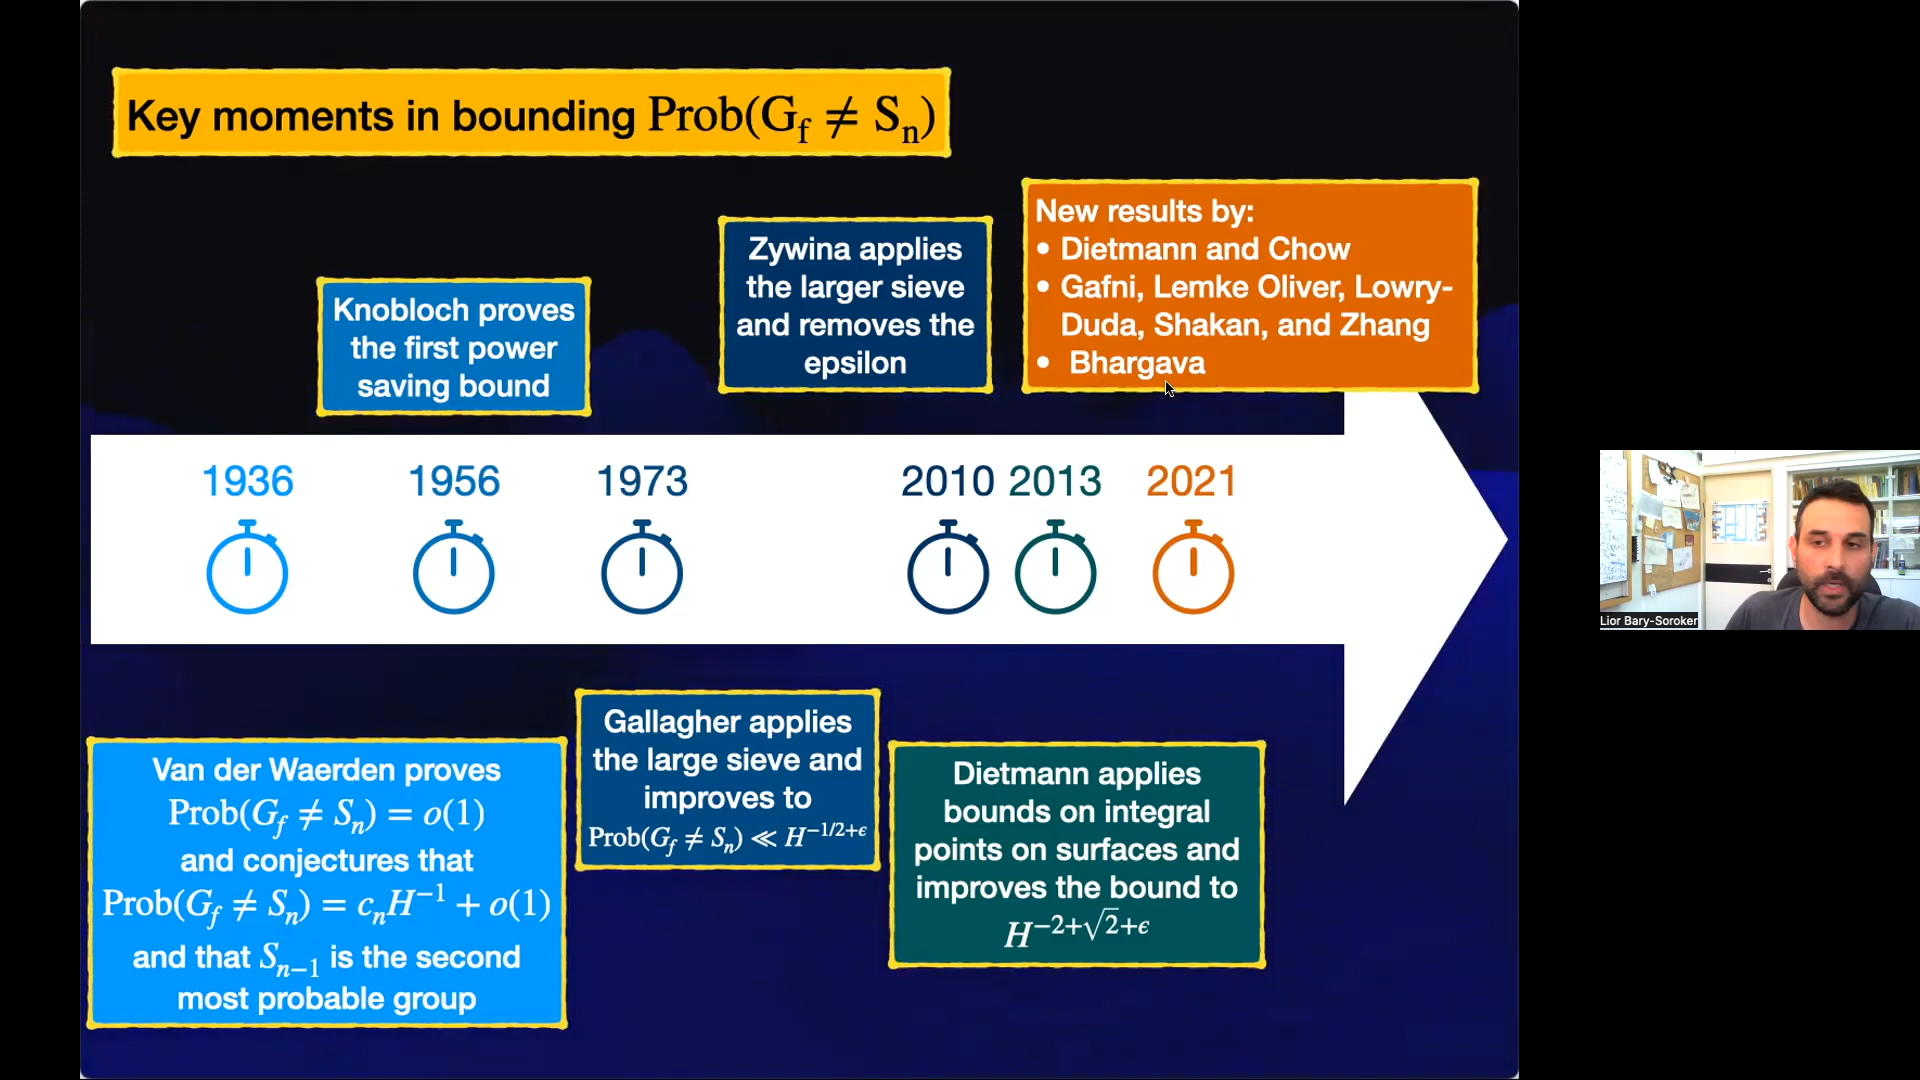 Key moments in bounding Prob(G_f ≠ S_n)
New results by:
• Dietmann and Chow
• Gafni, Lemke Oliver, Lowry-
Duda, Shakan, and Zhang
• Bhargava
Zywina applies
the larger sieve
and removes the
epsilon
Knobloch proves
the first power
saving bound
1936 1956 1973 2010 2013 2021
Gallagher applies
the large sieve and
improves to
Prob(G_f ≠ S_n) ≪ H^{-1/2+ϵ}
Van der Waerden proves
Prob(G_f ≠ S_n) = o(1)
and conjectures that
Prob(G_f ≠ S_n) = c_n H^{-1} + o(1)
and that S_{n-1} is the second
most probable group
Dietmann applies
bounds on integral
points on surfaces and
improves the bound to
H^{-2+√2+ϵ}
Lior Bary-Soroker